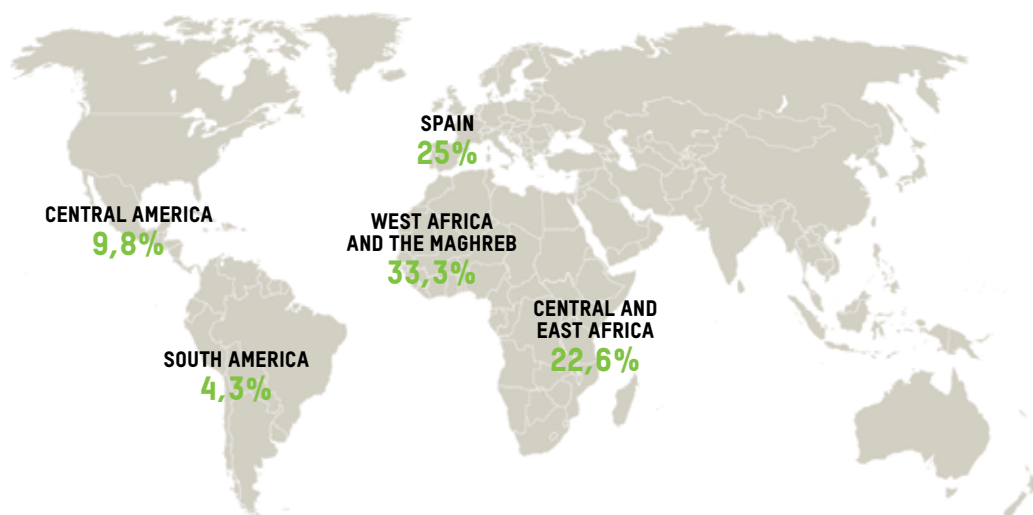 SPAIN
25%
CENTRAL AMERICA
9,8%
WEST AFRICA
AND THE MAGHREB
33,3%
CENTRAL AND
EAST AFRICA
22,6%
SOUTH AMERICA
4,3%